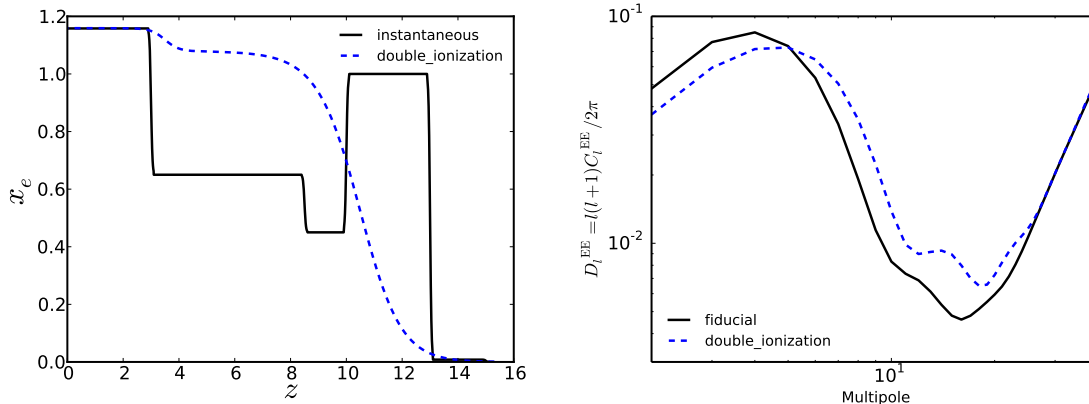 1.2
1.0
0.8
0.6
0.4
0.2
0.0
x_e
instantaneous
double_ionization
0 2 4 6 8 10 12 14 16
z
10^{-1}
10^{-2}
D_l^{EE} = l(l+1)C_l^{EE}/2π
fiducial
double_ionization
10^1
Multipole